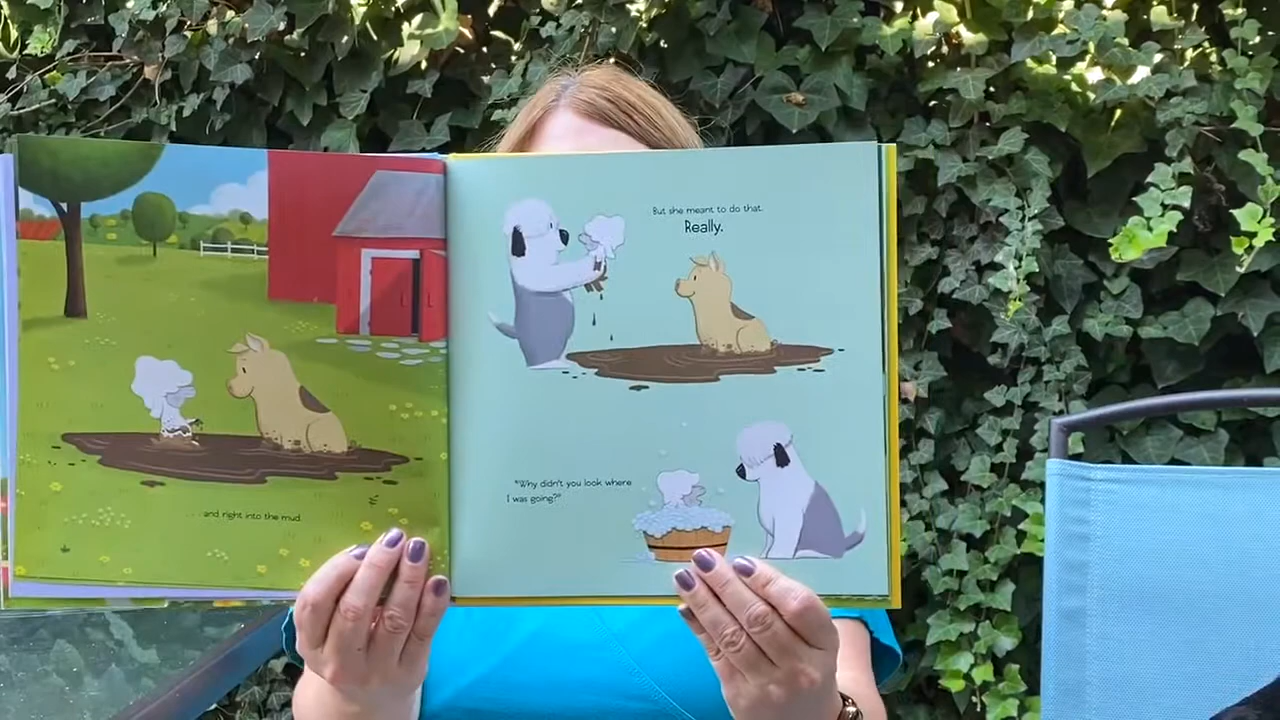 ...and right into the mud.
But she meant to do that.
Really.
"Why didn't you look where
I was going?"